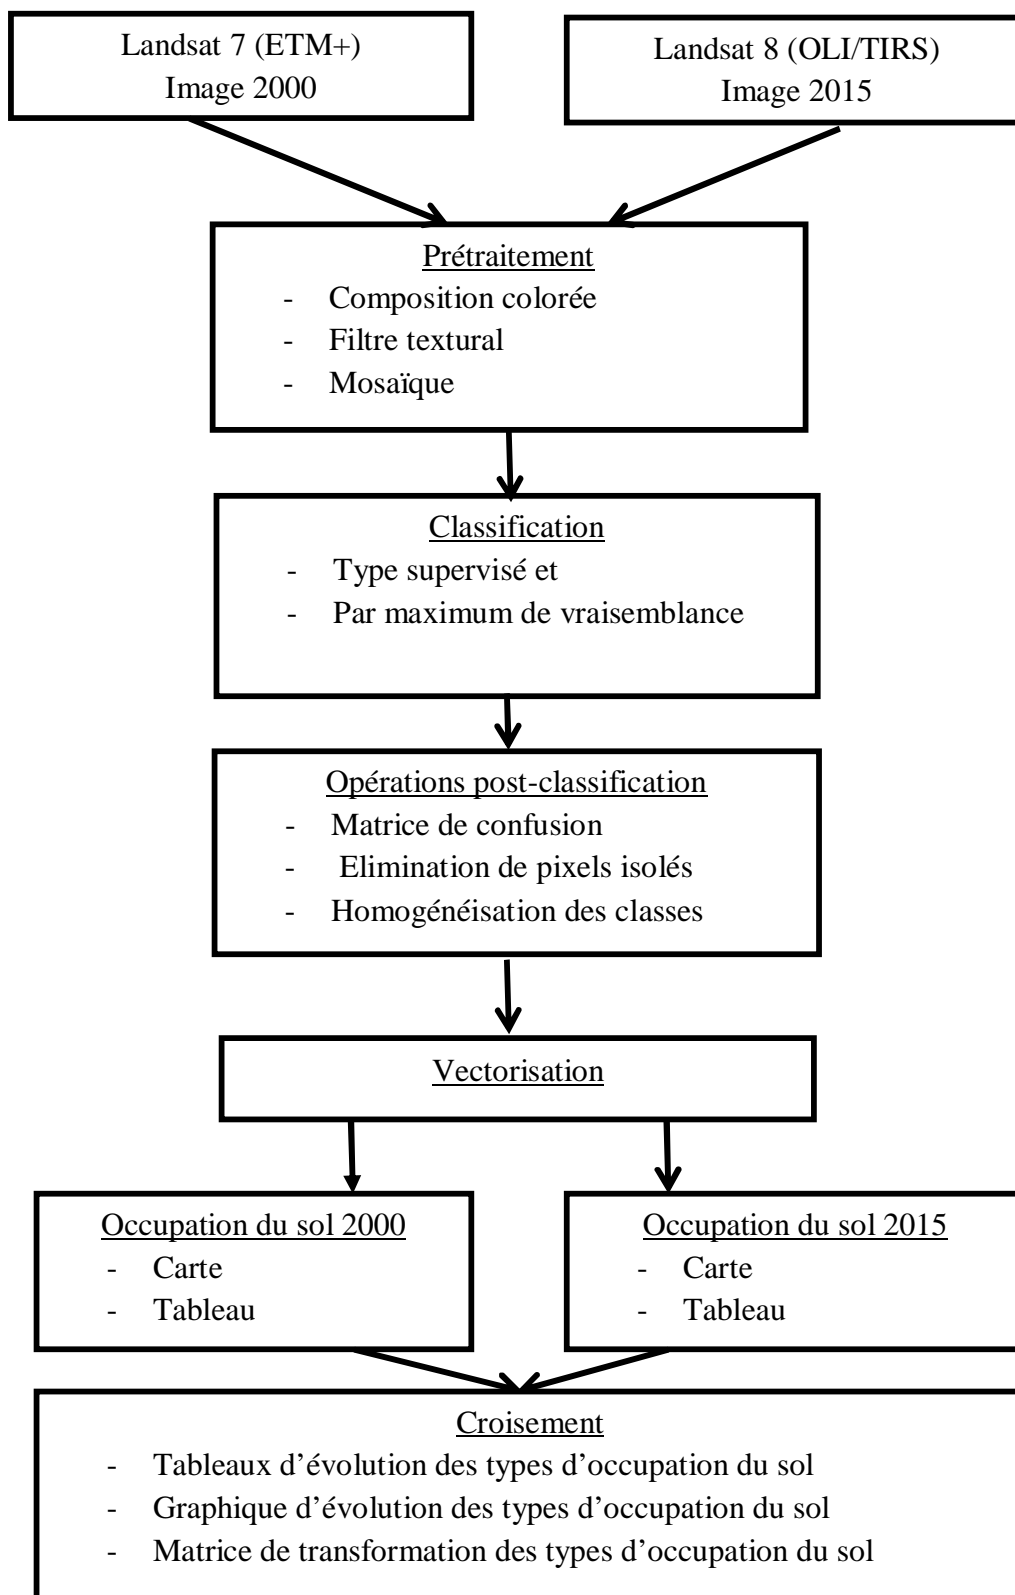 Landsat 7 (ETM+)
Image 2000
Landsat 8 (OLI/TIRS)
Image 2015
Prétraitement
- Composition colorée
- Filtre textural
- Mosaïque
Classification
- Type supervisé et
- Par maximum de vraisemblance
Opérations post-classification
- Matrice de confusion
- Elimination de pixels isolés
- Homogénéisation des classes
Vectorisation
Occupation du sol 2000
- Carte
- Tableau
Occupation du sol 2015
- Carte
- Tableau
Croisement
- Tableaux d’évolution des types d’occupation du sol
- Graphique d’évolution des types d’occupation du sol
- Matrice de transformation des types d’occupation du sol